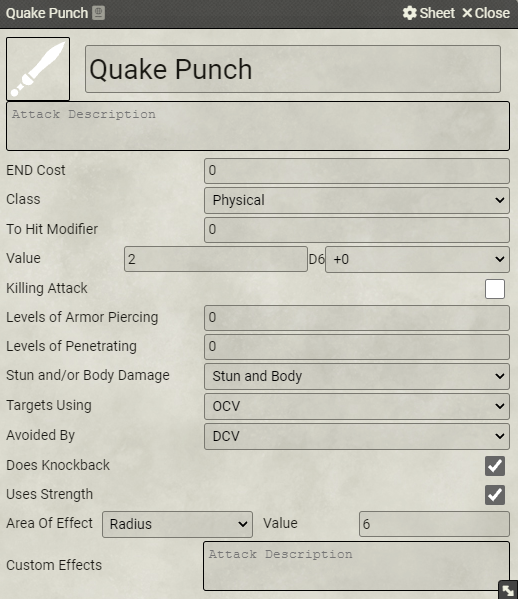 Quake Punch Sheet Close
Quake Punch
Attack Description
END Cost 0
Class Physical
To Hit Modifier 0
Value 2 D6 +0
Killing Attack
Levels of Armor Piercing 0
Levels of Penetrating 0
Stun and/or Body Damage Stun and Body
Targets Using OCV
Avoided By DCV
Does Knockback
Uses Strength
Area Of Effect Radius Value 6
Custom Effects Attack Description